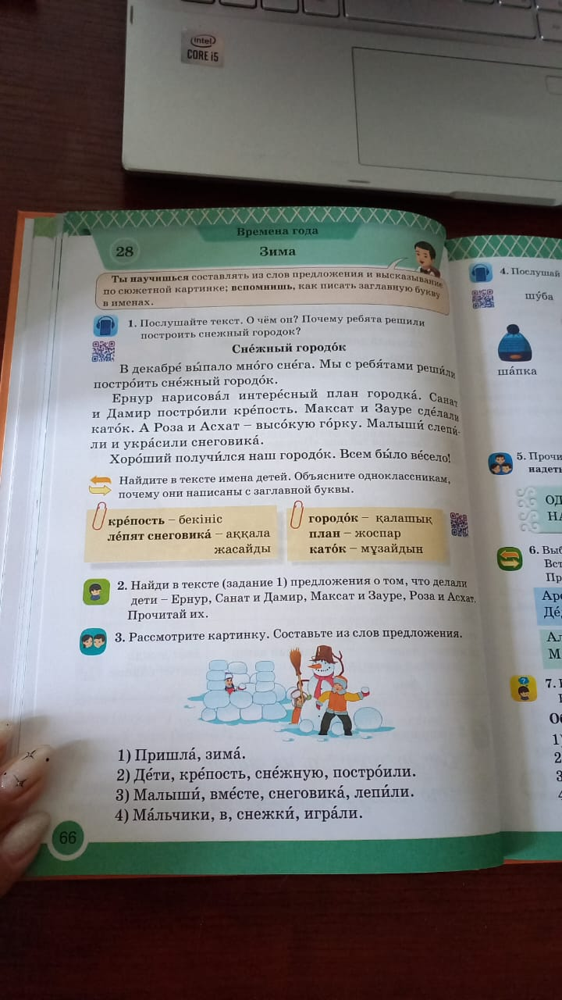 intel
CORE i5
Времена года
28
Зима
Ты научишься составлять из слов предложения и высказывание
по сюжетной картинке; вспомнишь, как писать заглавную букву
в именах.
1. Послушайте текст. О чём он? Почему ребята решили
построить снежный городок?
Сне́жный городо́к
В декабре́ вы́пало мно́го сне́га. Мы с ребя́тами реши́ли
постро́ить сне́жный городо́к.
Ернур нарисова́л интере́сный план городка́. Санат
и Дамир постро́или кре́пость. Максат и Зауре сде́лали
като́к. А Роза и Асхат – высо́кую го́рку. Малыши́ слепи́-
ли и укра́сили снеговика́.
Хоро́ший получи́лся наш городо́к. Всем бы́ло ве́село!
Найдите в тексте имена детей. Объясните одноклассникам,
почему они написаны с заглавной буквы.
кре́пость – бекініс
ле́пят снеговика́ – аққала
жасайды
городо́к – қалашық
план – жоспар
като́к – мұзайдын
2. Найди в тексте (задание 1) предложения о том, что делали
дети – Ернур, Санат и Дамир, Максат и Зауре, Роза и Асхат.
Прочитай их.
3. Рассмотрите картинку. Составьте из слов предложения.
1) Пришла́, зима́.
2) Де́ти, кре́пость, сне́жную, постро́или.
3) Малыши́, вме́сте, снеговика́, лепи́ли.
4) Ма́льчики, в, снежки́, игра́ли.
66
4. Послушай
шу́ба
ша́пка
5. Прочи
надеть
ОД
НА
6. Выб
Вст
Пр
Аро
Де́д
Ал
М
7.
Об
1)
2
3